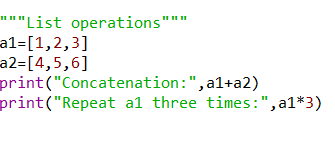 """List operations"""
a1=[1,2,3]
a2=[4,5,6]
print("Concatenation:",a1+a2)
print("Repeat a1 three times:",a1*3)